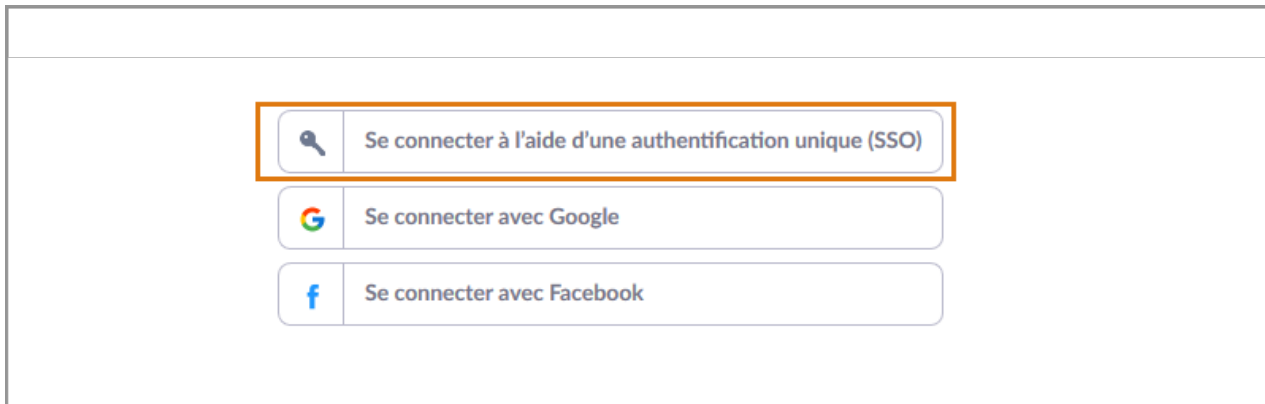 Se connecter à l’aide d’une authentification unique (SSO)
Se connecter avec Google
Se connecter avec Facebook